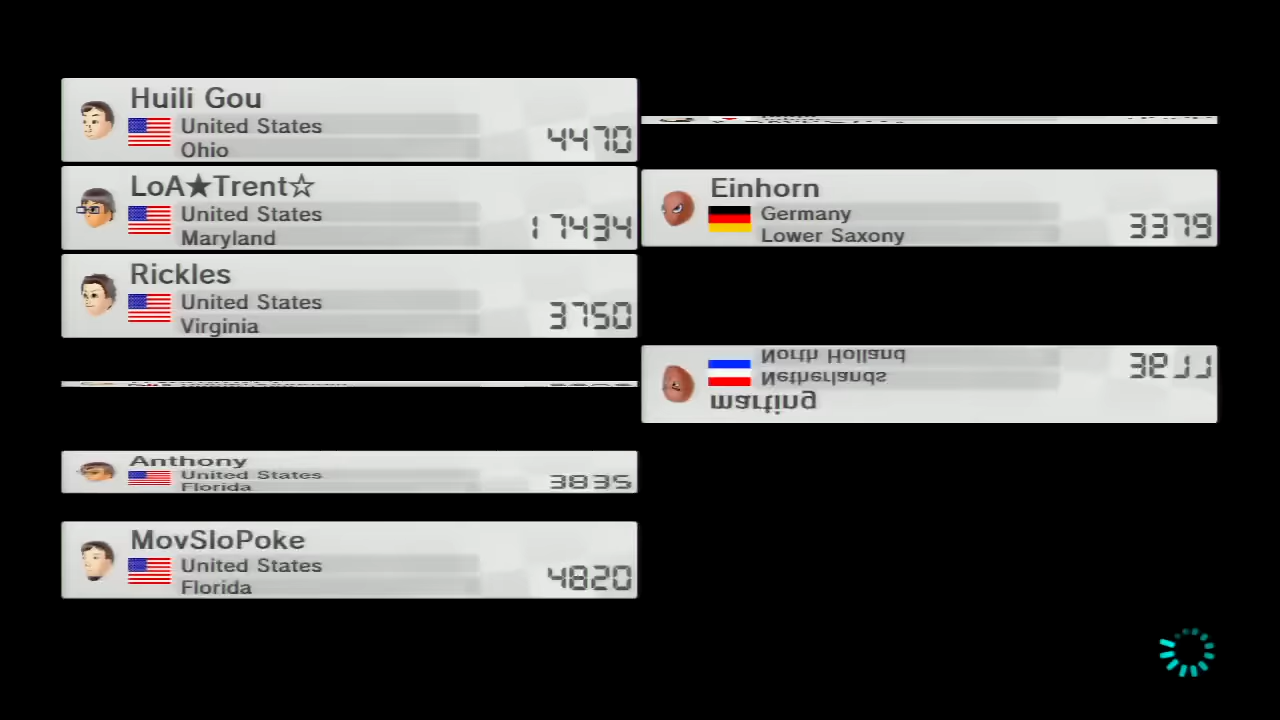 Huili Gou
United States
Ohio
4470
LoA★Trent☆
United States
Maryland
17434
Rickles
United States
Virginia
3750
Anthony
United States
Florida
3835
MovSloPoke
United States
Florida
4820
Einhorn
Germany
Lower Saxony
3379
marting
Netherlands
North Holland